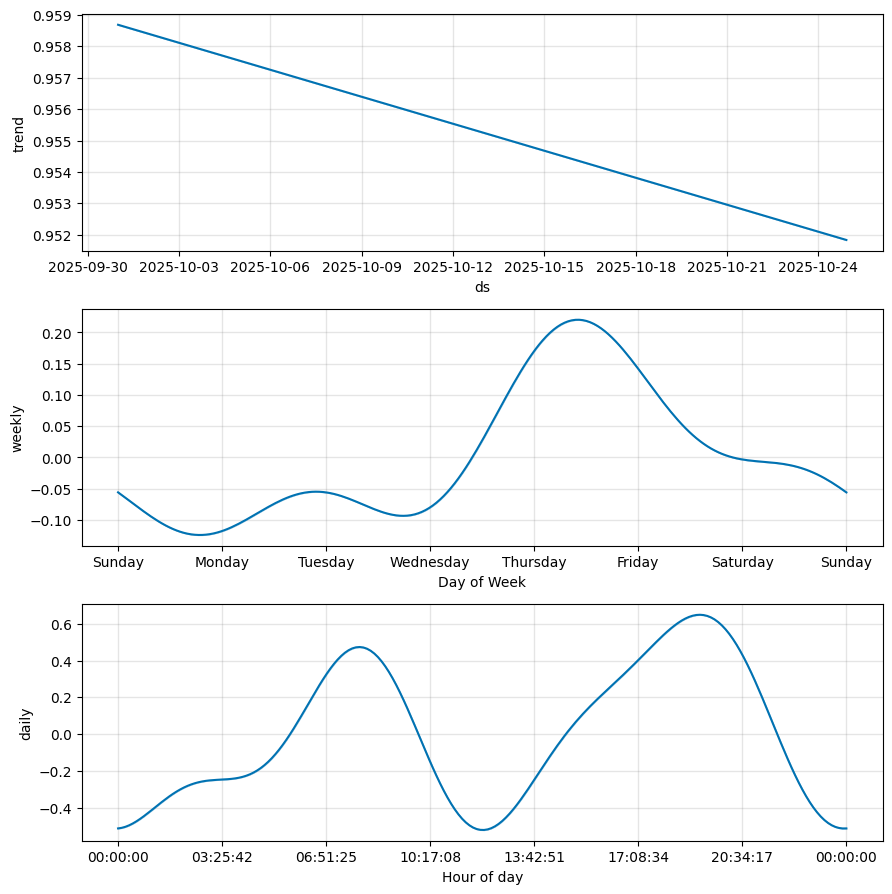 0.959
0.958
0.957
0.956
0.955
0.954
0.953
0.952
trend
2025-09-30 2025-10-03 2025-10-06 2025-10-09 2025-10-12 2025-10-15 2025-10-18 2025-10-21 2025-10-24
ds
0.20
0.15
0.10
0.05
0.00
−0.05
−0.10
weekly
Sunday Monday Tuesday Wednesday Thursday Friday Saturday Sunday
Day of Week
0.6
0.4
0.2
0.0
−0.2
−0.4
daily
00:00:00 03:25:42 06:51:25 10:17:08 13:42:51 17:08:34 20:34:17 00:00:00
Hour of day